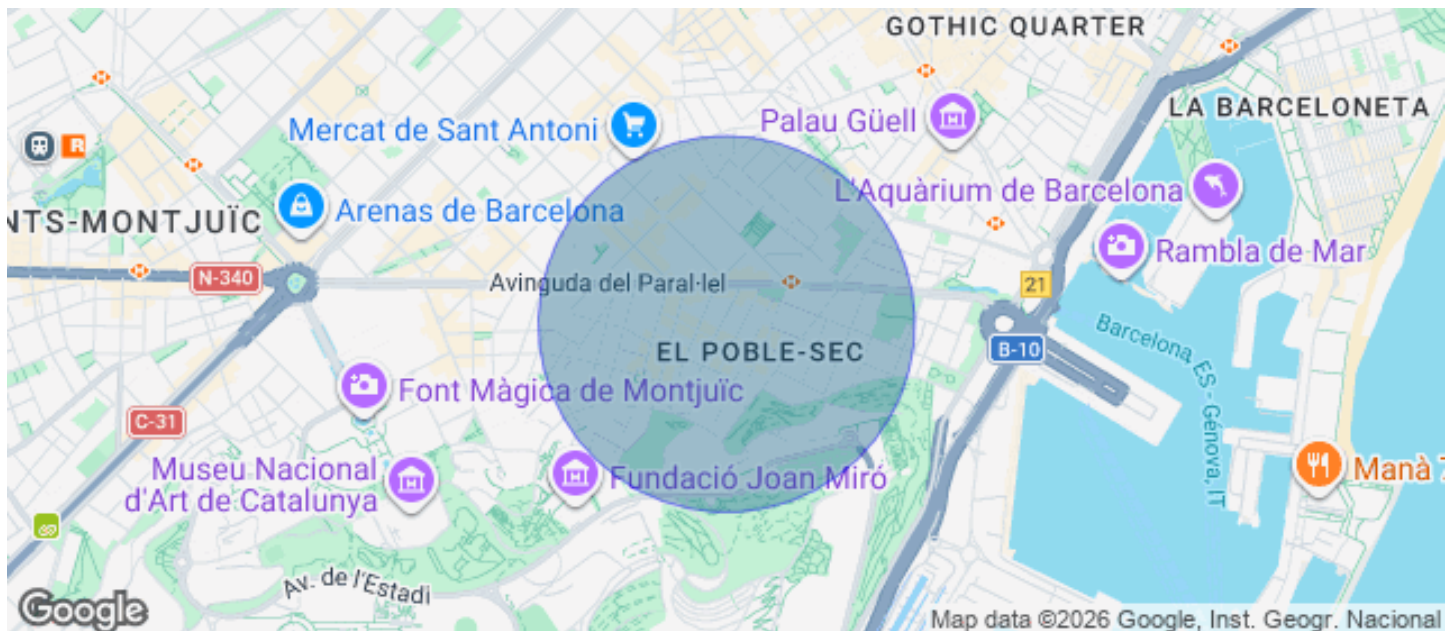 GOTHIC QUARTER
LA BARCELONETA
Mercat de Sant Antoni
Palau Güell
L'Aquàrium de Barcelona
Arenas de Barcelona
NTS-MONTJUÏC
Rambla de Mar
N-340
Avinguda del Paral·lel
21
B-10
EL POBLE-SEC
Barcelona, ES - Génova, IT
Font Màgica de Montjuïc
C-31
Museu Nacional
d'Art de Catalunya
Fundació Joan Miró
Manà 7
Av. de l'Estadi
Google
Map data ©2026 Google, Inst. Geogr. Nacional